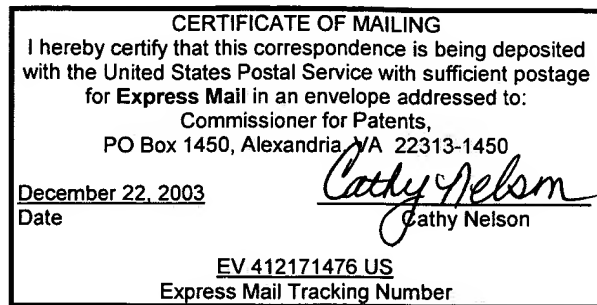 CERTIFICATE OF MAILING
I hereby certify that this correspondence is being deposited
with the United States Postal Service with sufficient postage
for Express Mail in an envelope addressed to:
Commissioner for Patents,
PO Box 1450, Alexandria, VA 22313-1450
Cathy Nelson
December 22, 2003
Date Cathy Nelson
EV 412171476 US
Express Mail Tracking Number